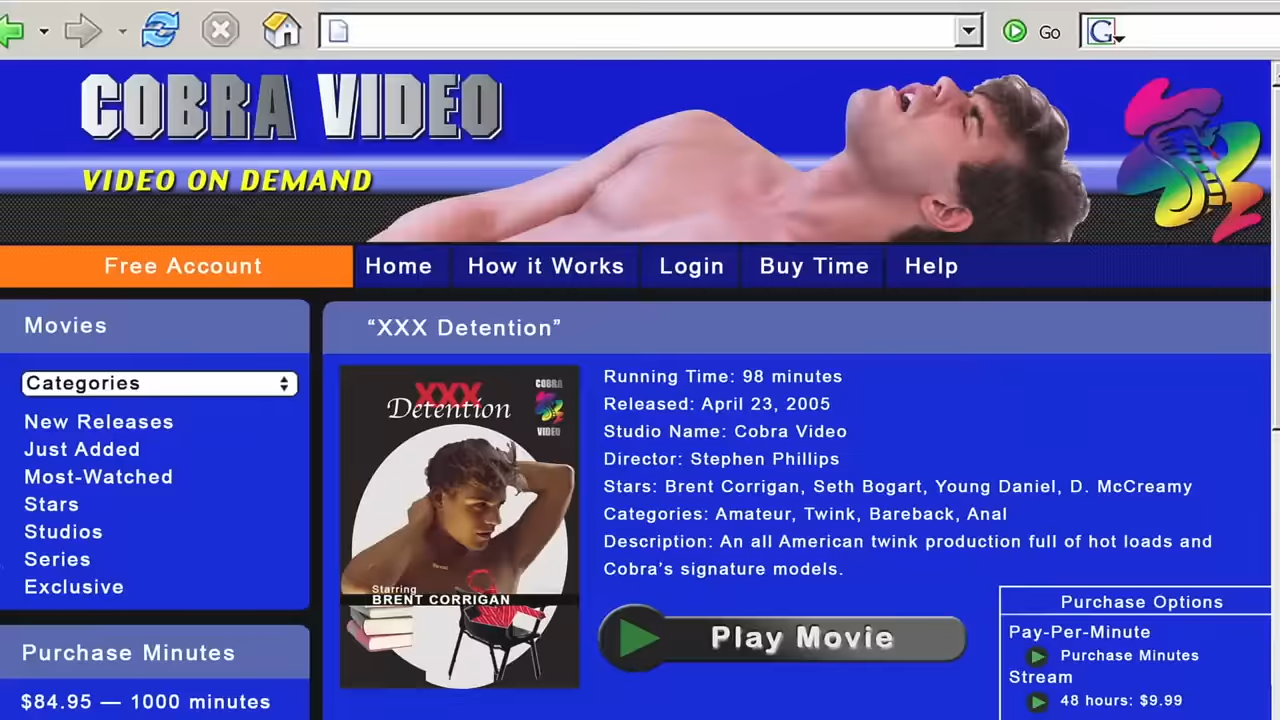 Go
G
COBRA VIDEO
VIDEO ON DEMAND
Free Account
Home
How it Works
Login
Buy Time
Help
Movies
Categories
New Releases
Just Added
Most-Watched
Stars
Studios
Series
Exclusive
Purchase Minutes
$84.95 — 1000 minutes
“XXX Detention”
XXX
Detention
COBRA
VIDEO
Starring
BRENT CORRIGAN
Running Time: 98 minutes
Released: April 23, 2005
Studio Name: Cobra Video
Director: Stephen Phillips
Stars: Brent Corrigan, Seth Bogart, Young Daniel, D. McCreamy
Categories: Amateur, Twink, Bareback, Anal
Description: An all American twink production full of hot loads and
Cobra’s signature models.
Play Movie
Purchase Options
Pay-Per-Minute
Purchase Minutes
Stream
48 hours: $9.99